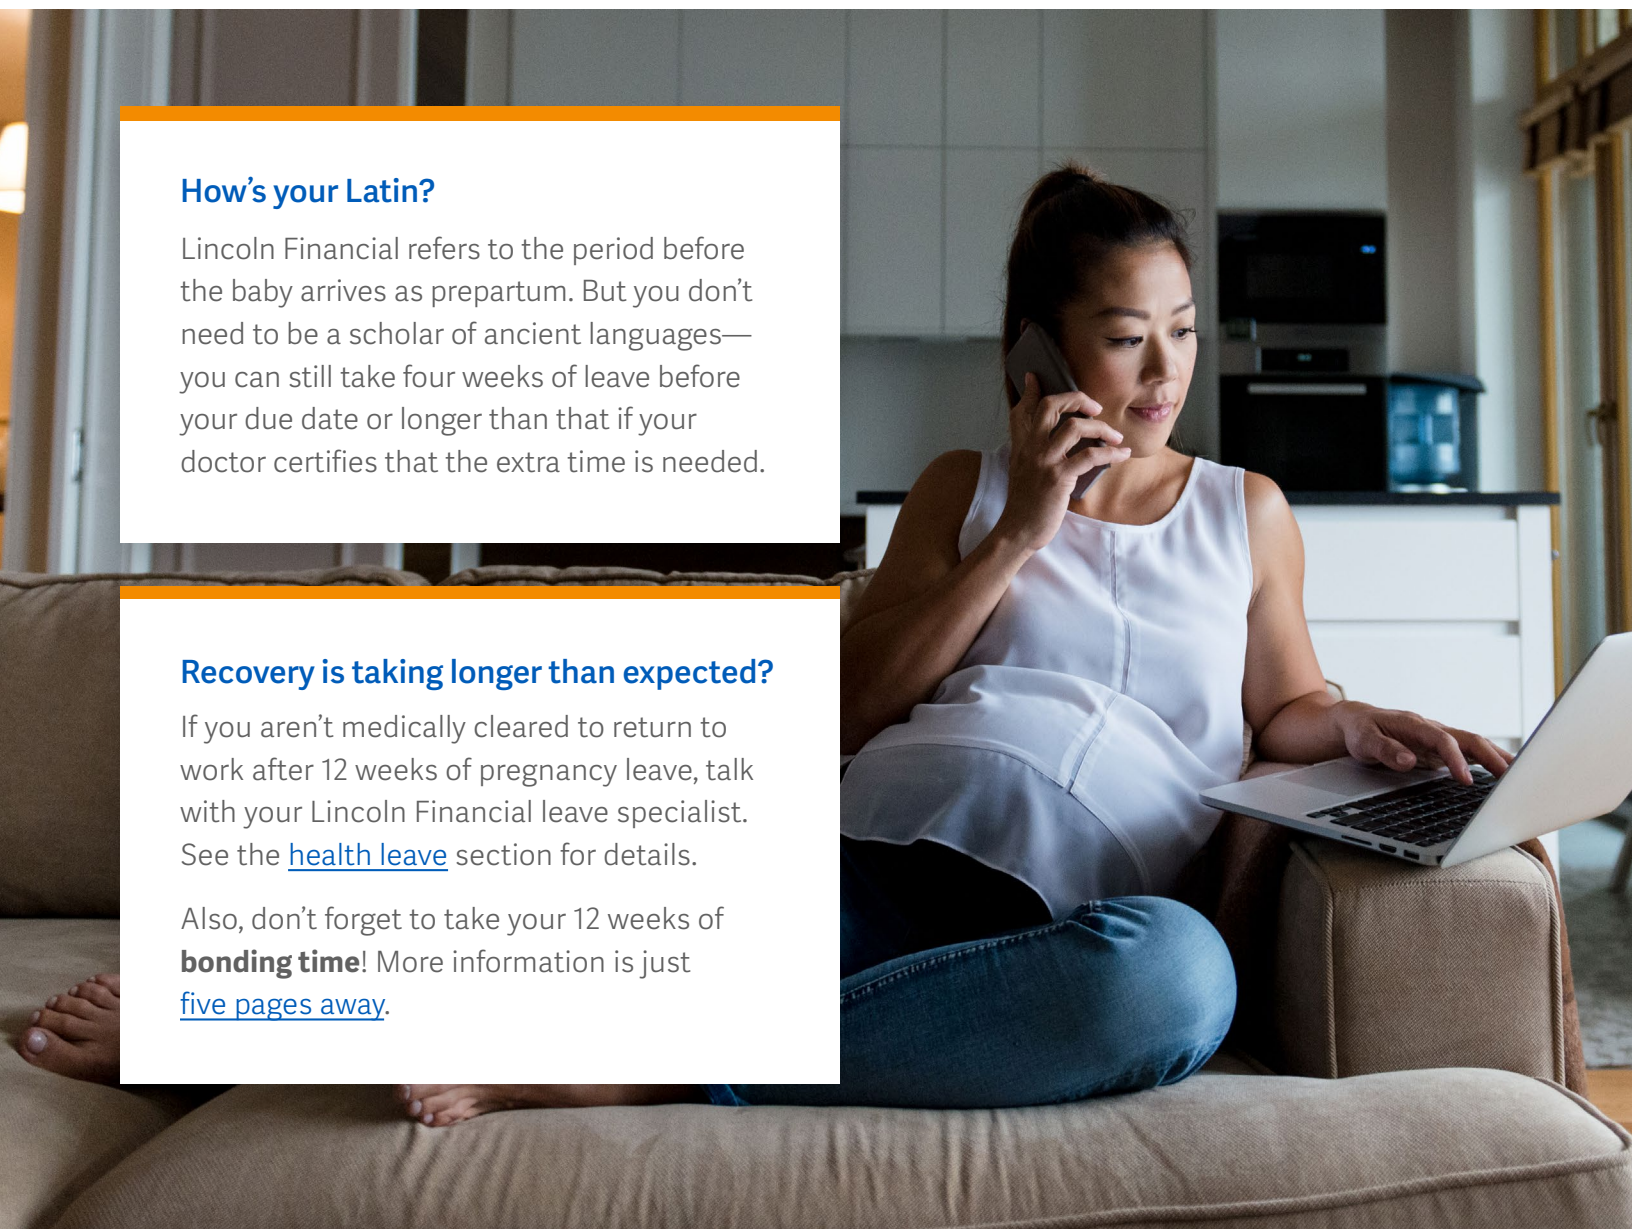 How’s your Latin?
Lincoln Financial refers to the period before
the baby arrives as prepartum. But you don’t
need to be a scholar of ancient languages—
you can still take four weeks of leave before
your due date or longer than that if your
doctor certifies that the extra time is needed.
Recovery is taking longer than expected?
If you aren’t medically cleared to return to
work after 12 weeks of pregnancy leave, talk
with your Lincoln Financial leave specialist.
See the health leave section for details.
Also, don’t forget to take your 12 weeks of
bonding time! More information is just
five pages away.